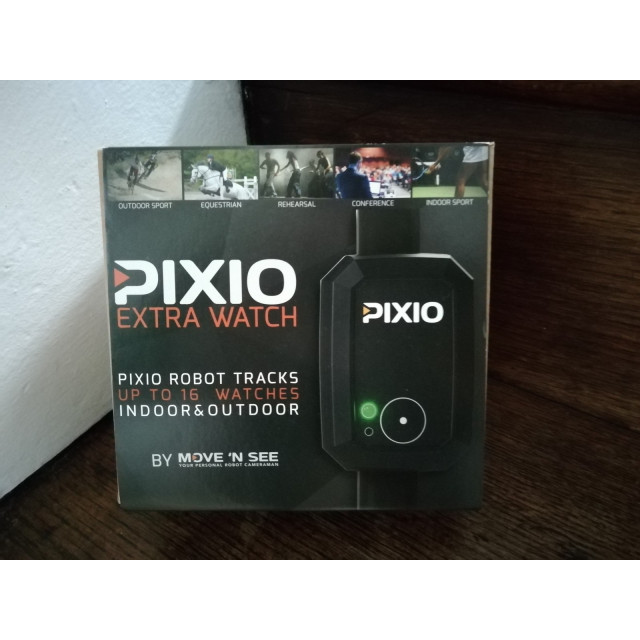 OUTDOOR SPORT EQUESTRIAN REHEARSAL CONFERENCE INDOOR SPORT
PIXIO
EXTRA WATCH
PIXIO ROBOT TRACKS
UP TO 16 WATCHES
INDOOR&OUTDOOR
BY MOVE 'N SEE
YOUR PERSONAL ROBOT CAMERAMAN
PIXIO